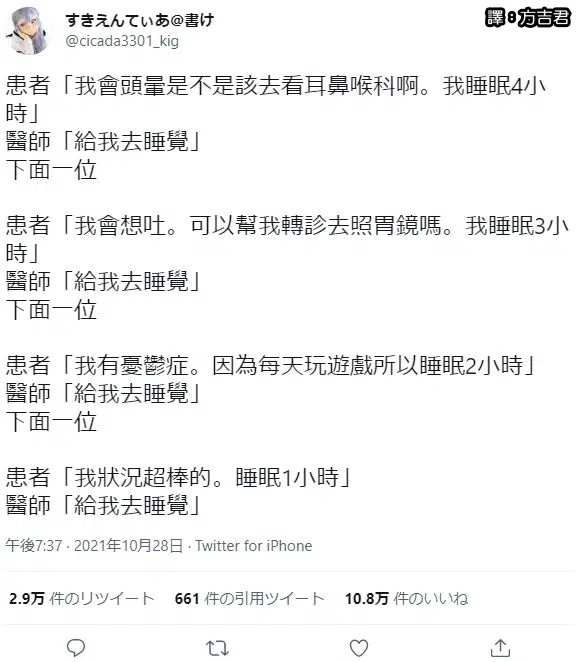 すきえんてぃあ@書け
譯8方吉君
@cicada3301_kig
患者「我會頭暈是不是該去看耳鼻喉科啊。我睡眠4小
時」
醫師「給我去睡覺」
下面一位
患者「我會想吐。可以幫我轉診去照胃鏡嗎。我睡眠3小
時」
醫師「給我去睡覺」
下面一位
患者「我有憂鬱症。因為每天玩遊戲所以睡眠2小時」
醫師「給我去睡覺」
下面一位
患者「我狀況超棒的。睡眠1小時」
醫師「給我去睡覺」
午後7:37 · 2021年10月28日 · Twitter for iPhone
2.9万 件のリツイート 661 件の引用ツイート 10.8万 件のいいね